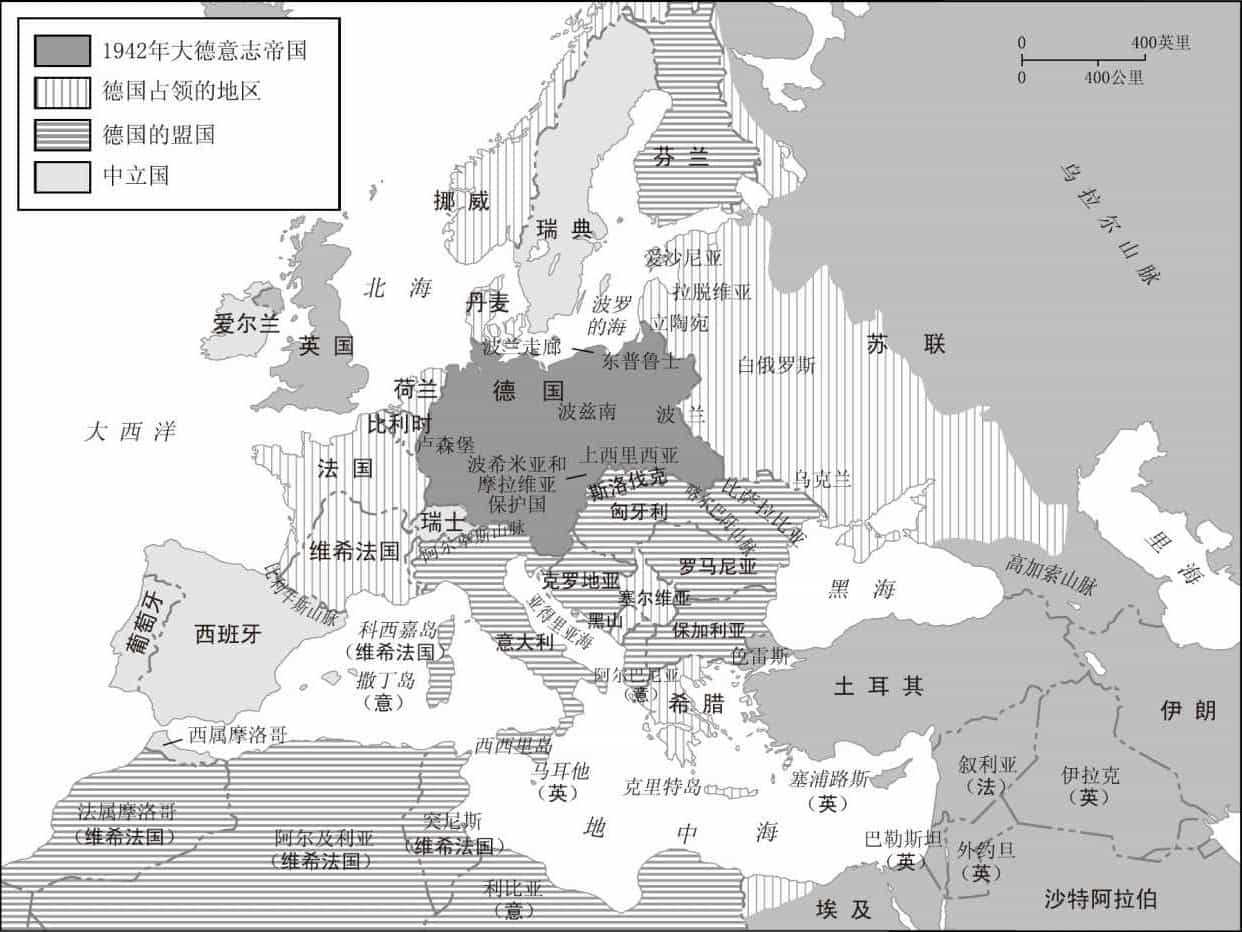 1942年大德意志帝国
德国占领的地区
德国的盟国
中立国
0 400英里
0 400公里
乌拉尔山脉
芬兰
挪威
瑞典
爱沙尼亚
北海
拉脱维亚
丹麦
波罗
的海
立陶宛
爱尔兰
英国
苏联
波兰走廊
东普鲁士
白俄罗斯
荷兰
德国
波兹南
波兰
比利时
大西洋
卢森堡
上西里西亚
法国
波希米亚和
摩拉维亚
保护国
斯洛伐克
乌克兰
喀尔巴阡山脉
比萨拉比亚
匈牙利
瑞士
阿尔卑斯山脉
维希法国
里海
罗马尼亚
克罗地亚
高加索山脉
黑海
比利牛斯山脉
塞尔维亚
亚得里亚海
黑山
葡萄牙
西班牙
科西嘉岛
(维希法国)
意大利
保加利亚
色雷斯
撒丁岛
(意)
阿尔巴尼亚
(意)
希腊
土耳其
伊朗
西属摩洛哥
西西里岛
马耳他
(英)
克里特岛
塞浦路斯
(英)
叙利亚
(法)
伊拉克
(英)
法属摩洛哥
(维希法国)
阿尔及利亚
(维希法国)
突尼斯
(维希法国)
地中海
巴勒斯坦
(英)
外约旦
(英)
利比亚
(意)
埃及
沙特阿拉伯